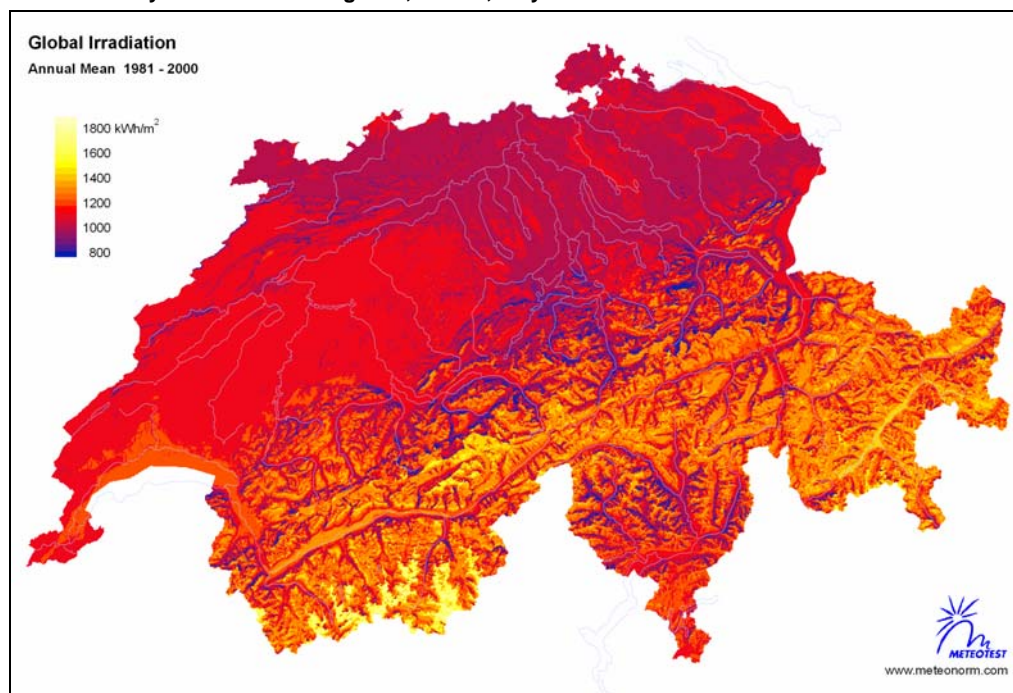 Global Irradiation
Annual Mean 1981 - 2000
1800 kWh/m²
1600
1400
1200
1000
800
METEOTEST
www.meteonorm.com